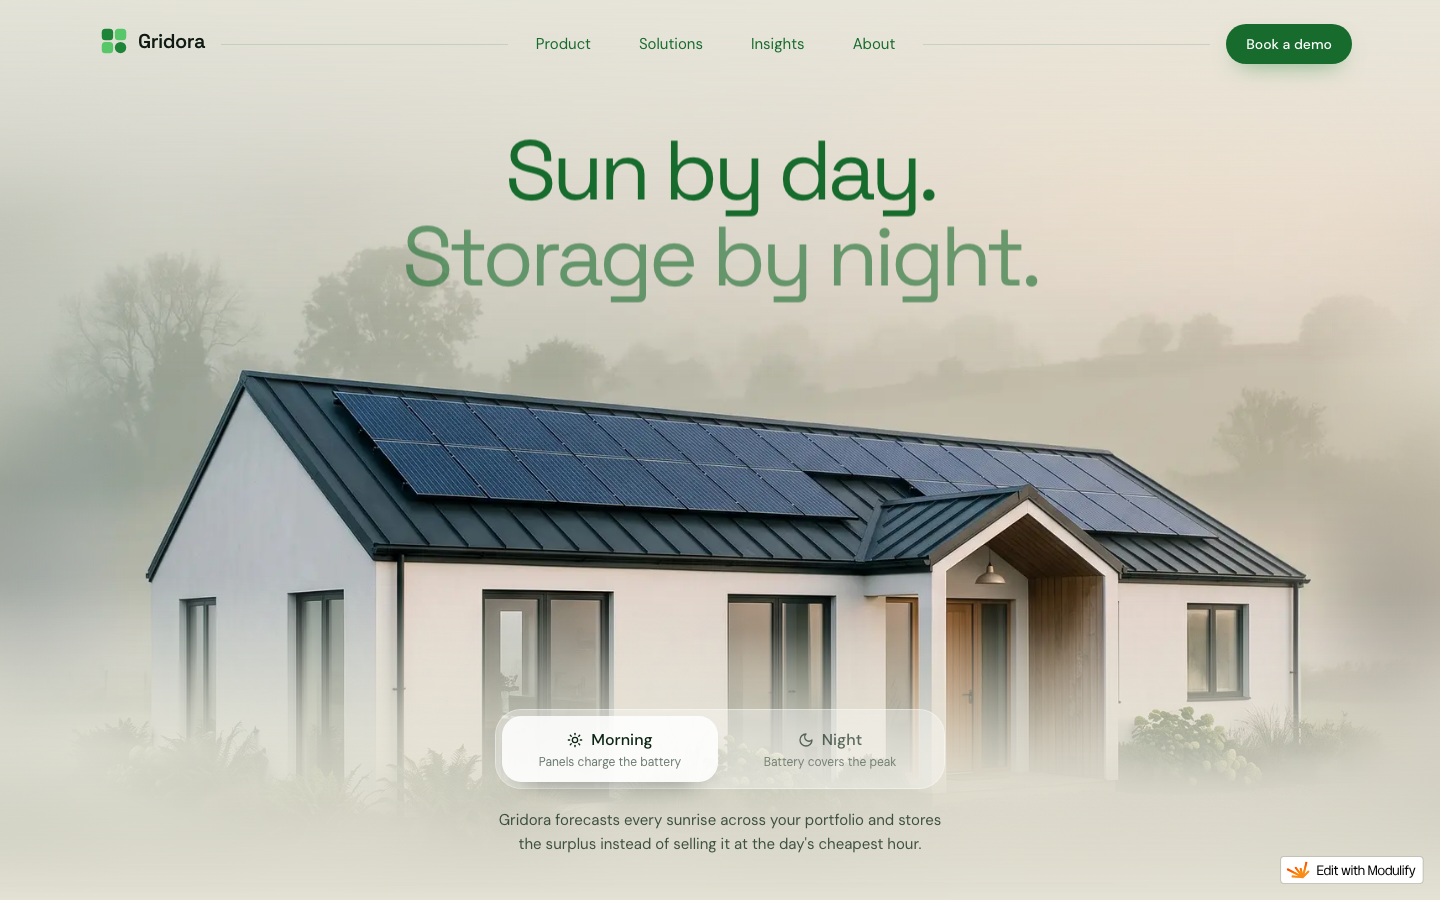 Gridora
Product
Solutions
Insights
About
Book a demo
Sun by day.
Storage by night.
Morning
Panels charge the battery
Night
Battery covers the peak
Gridora forecasts every sunrise across your portfolio and stores
the surplus instead of selling it at the day's cheapest hour.
Edit with Modulify